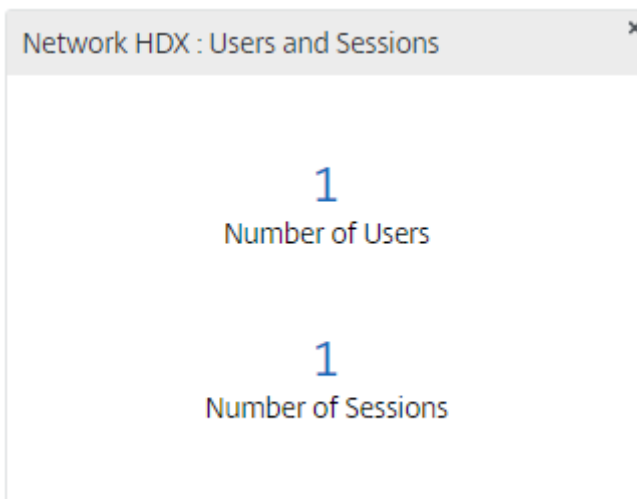 Network HDX : Users and Sessions
1
Number of Users
1
Number of Sessions